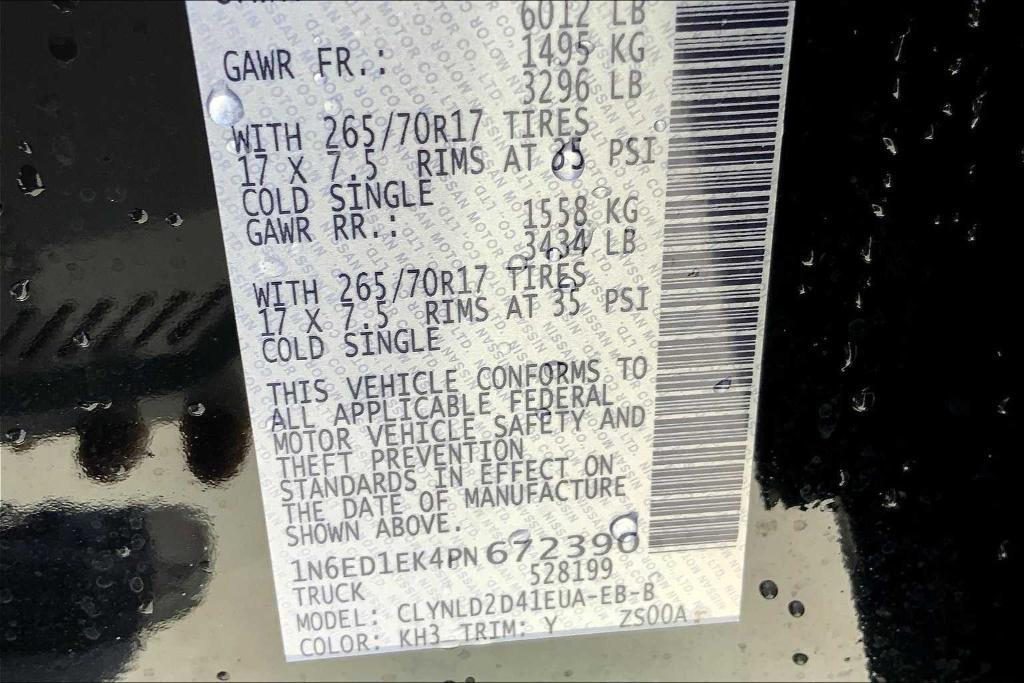 6012 LB
GAWR FR.: 1495 KG
3296 LB
WITH 265/70R17 TIRES
17 X 7.5 RIMS AT 35 PSI
COLD SINGLE
GAWR RR.: 1558 KG
3434 LB
WITH 265/70R17 TIRES
17 X 7.5 RIMS AT 35 PSI
COLD SINGLE
THIS VEHICLE CONFORMS TO
ALL APPLICABLE FEDERAL
MOTOR VEHICLE SAFETY AND
THEFT PREVENTION
STANDARDS IN EFFECT ON
THE DATE OF MANUFACTURE
SHOWN ABOVE.
1N6ED1EK4PN672390
528199
TRUCK
MODEL: CLYNLD2D41EUA-EB-B
COLOR: KH3 TRIM: Y ZS00A